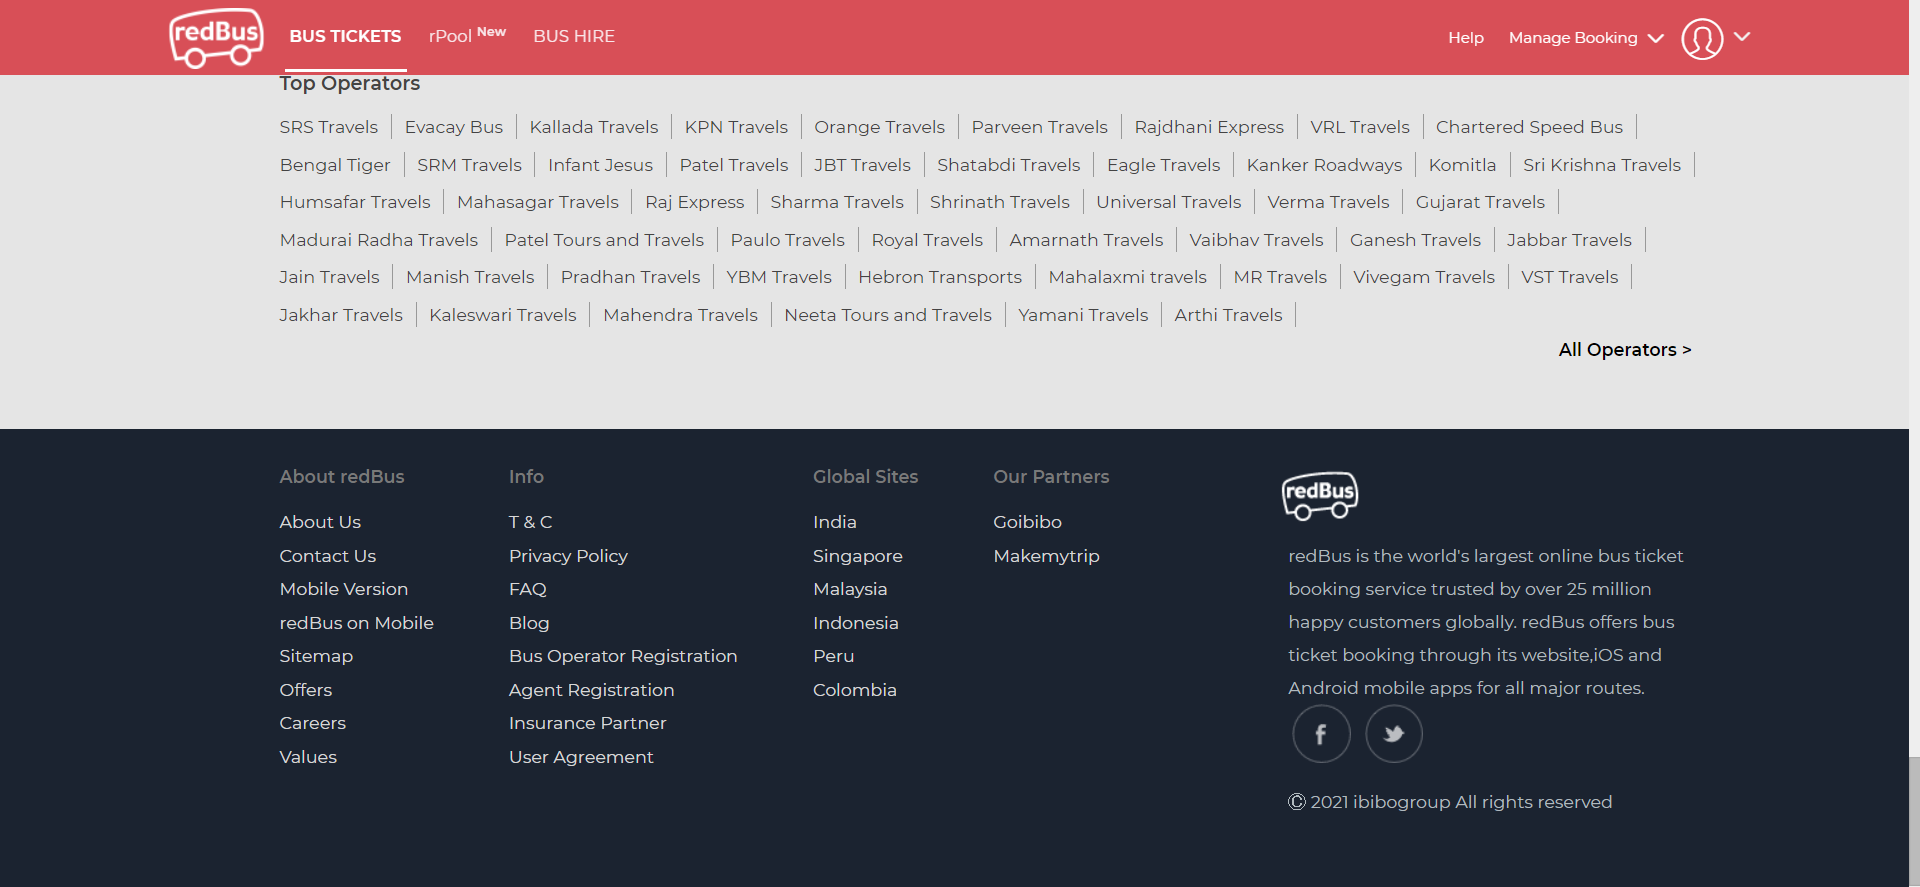 redBus BUS TICKETS rPool New BUS HIRE Help Manage Booking
Top Operators
SRS Travels Evacay Bus Kallada Travels KPN Travels Orange Travels Parveen Travels Rajdhani Express VRL Travels Chartered Speed Bus
Bengal Tiger SRM Travels Infant Jesus Patel Travels JBT Travels Shatabdi Travels Eagle Travels Kanker Roadways Komitla Sri Krishna Travels
Humsafar Travels Mahasagar Travels Raj Express Sharma Travels Shrinath Travels Universal Travels Verma Travels Gujarat Travels
Madurai Radha Travels Patel Tours and Travels Paulo Travels Royal Travels Amarnath Travels Vaibhav Travels Ganesh Travels Jabbar Travels
Jain Travels Manish Travels Pradhan Travels YBM Travels Hebron Transports Mahalaxmi travels MR Travels Vivegam Travels VST Travels
Jakhar Travels Kaleswari Travels Mahendra Travels Neeta Tours and Travels Yamani Travels Arthi Travels
All Operators >
About redBus
About Us
Contact Us
Mobile Version
redBus on Mobile
Sitemap
Offers
Careers
Values
Info
T & C
Privacy Policy
FAQ
Blog
Bus Operator Registration
Agent Registration
Insurance Partner
User Agreement
Global Sites
India
Singapore
Malaysia
Indonesia
Peru
Colombia
Our Partners
Goibibo
Makemytrip
redBus
redBus is the world's largest online bus ticket
booking service trusted by over 25 million
happy customers globally. redBus offers bus
ticket booking through its website,iOS and
Android mobile apps for all major routes.
© 2021 ibibogroup All rights reserved